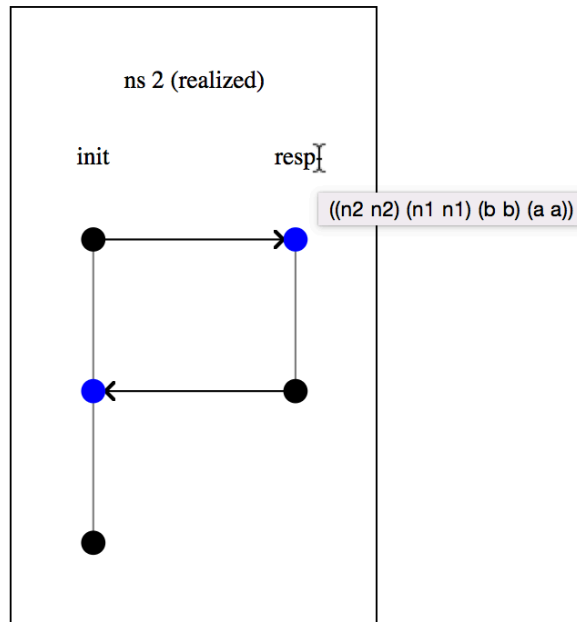 ns 2 (realized)
init resp
((n2 n2) (n1 n1) (b b) (a a))